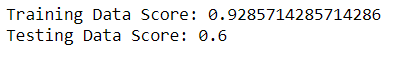 Training Data Score: 0.9285714285714286
Testing Data Score: 0.6